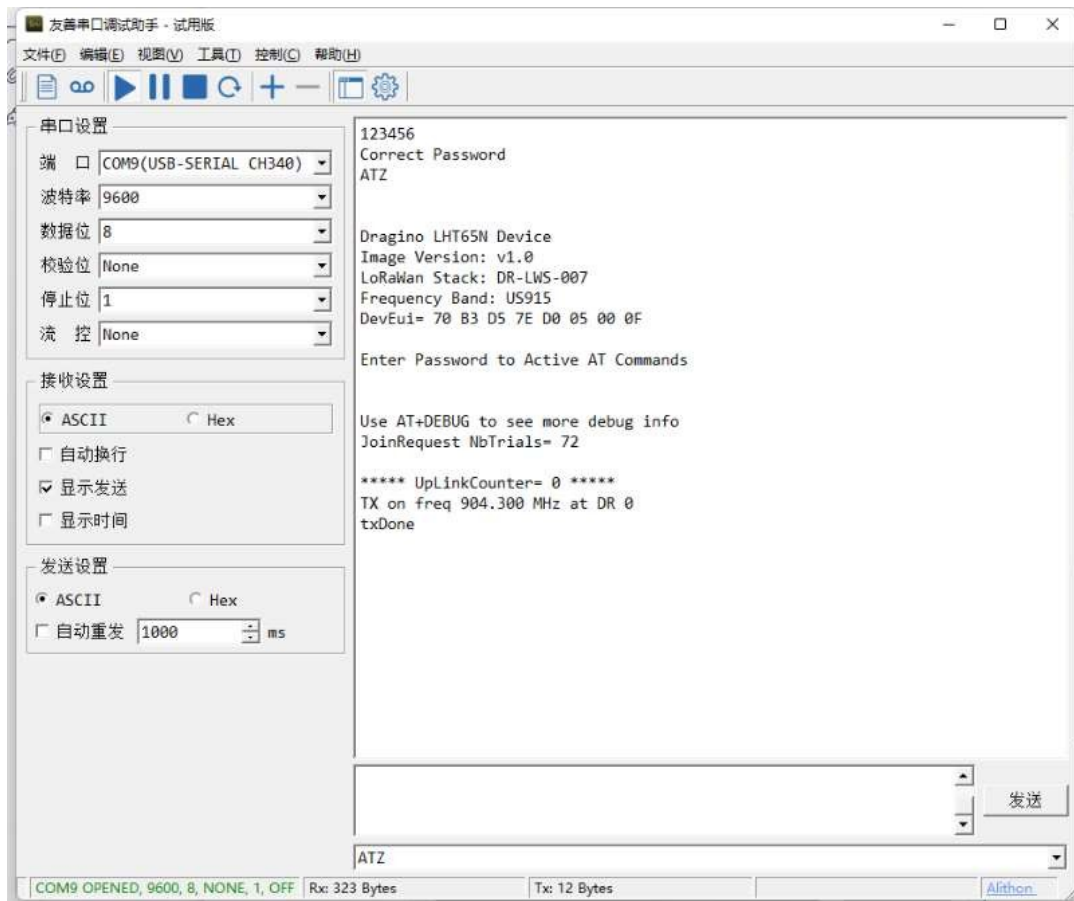 友善串口调试助手 - 试用版
文件(F) 编辑(E) 视图(V) 工具(T) 控制(C) 帮助(H)
串口设置
端 口 COM9(USB-SERIAL CH340)
波特率 9600
数据位 8
校验位 None
停止位 1
流 控 None
接收设置
ASCII Hex
自动换行
显示发送
显示时间
发送设置
ASCII Hex
自动重发 1000 ms
123456
Correct Password
ATZ
Dragino LHT65N Device
Image Version: v1.0
LoRaWan Stack: DR-LWS-007
Frequency Band: US915
DevEui= 70 B3 D5 7E D0 05 00 0F
Enter Password to Active AT Commands
Use AT+DEBUG to see more debug info
JoinRequest NbTrials= 72
***** UpLinkCounter= 0 *****
TX on freq 904.300 MHz at DR 0
txDone
发送
ATZ
COM9 OPENED, 9600, 8, NONE, 1, OFF Rx: 323 Bytes Tx: 12 Bytes Alithon